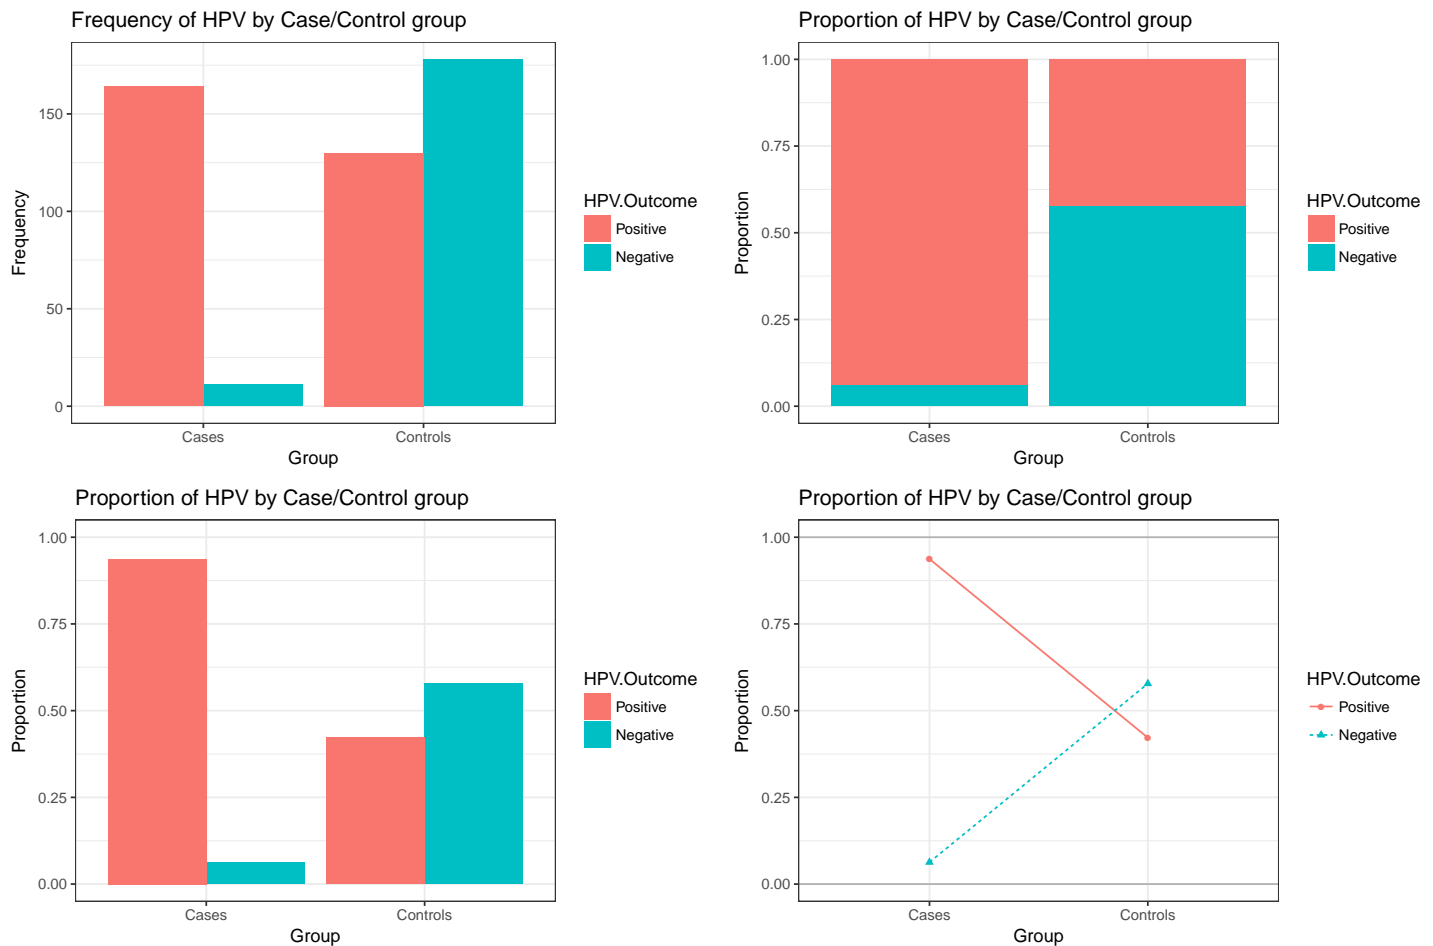 Frequency of HPV by Case/Control group
150
100
50
0
Frequency
Cases
Controls
Group
HPV.Outcome
Positive
Negative
Proportion of HPV by Case/Control group
1.00
0.75
0.50
0.25
0.00
Proportion
Cases
Controls
Group
HPV.Outcome
Positive
Negative
Proportion of HPV by Case/Control group
1.00
0.75
0.50
0.25
0.00
Proportion
Cases
Controls
Group
HPV.Outcome
Positive
Negative
Proportion of HPV by Case/Control group
1.00
0.75
0.50
0.25
0.00
Proportion
Cases
Controls
Group
HPV.Outcome
Positive
Negative